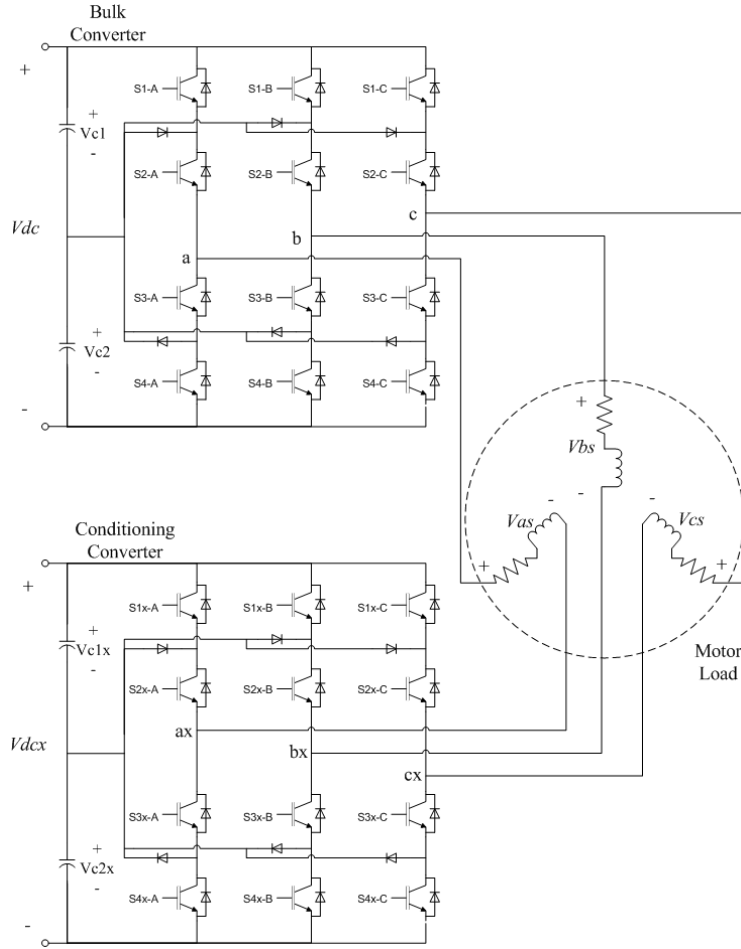 Bulk
Converter
+
S1-A
S1-B
S1-C
+
Vc1
-
S2-A
S2-B
S2-C
c
Vdc
b
a
S3-A
S3-B
S3-C
+
Vc2
-
S4-A
S4-B
S4-C
-
+
Vbs
-
-
-
Vas
Vcs
+
+
Motor
Load
Conditioning
Converter
+
S1x-A
S1x-B
S1x-C
+
Vc1x
-
S2x-A
S2x-B
S2x-C
ax
Vdcx
bx
cx
S3x-A
S3x-B
S3x-C
+
Vc2x
-
S4x-A
S4x-B
S4x-C
-